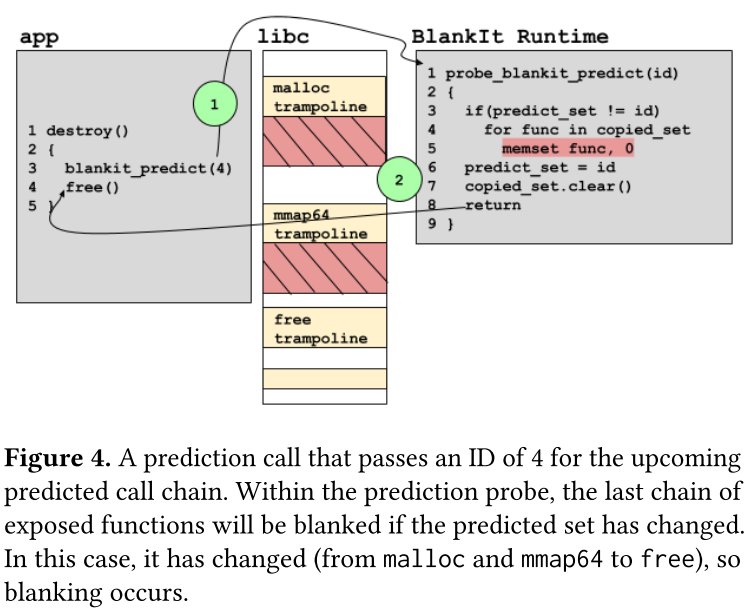 app
libc
BlankIt Runtime
1 destroy()
2 {
3 blankit_predict(4)
4 free()
5 }
1
malloc
trampoline
mmap64
trampoline
free
trampoline
2
1 probe_blankit_predict(id)
2 {
3 if(predict_set != id)
4 for func in copied_set
5 memset func, 0
6 predict_set = id
7 copied_set.clear()
8 return
9 }
Figure 4. A prediction call that passes an ID of 4 for the upcoming
predicted call chain. Within the prediction probe, the last chain of
exposed functions will be blanked if the predicted set has changed.
In this case, it has changed (from malloc and mmap64 to free), so
blanking occurs.